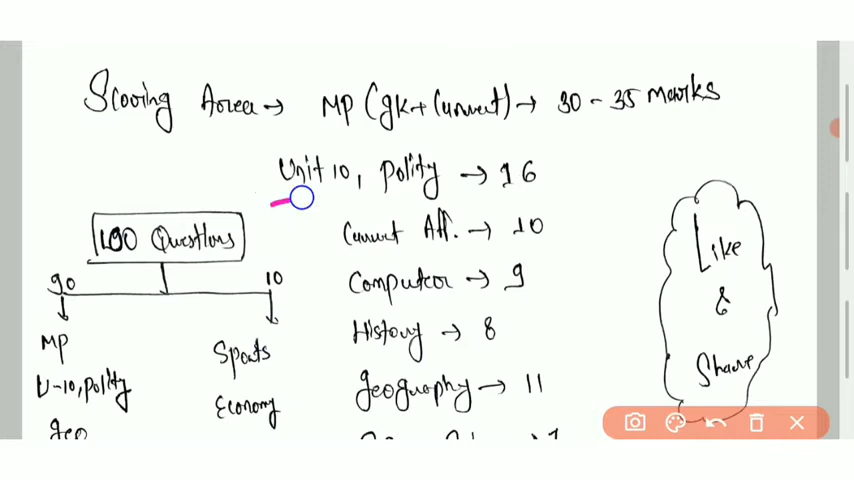 Scoring Area → MP (gk + Current) → 30 - 35 Marks
Unit 10, Polity → 16
Current Aff. → 10
Computer → 9
History → 8
Geography → 11
100 Questions
90
10
MP
U-10, Polity
Geo
Sports
Economy
Like
&
Share